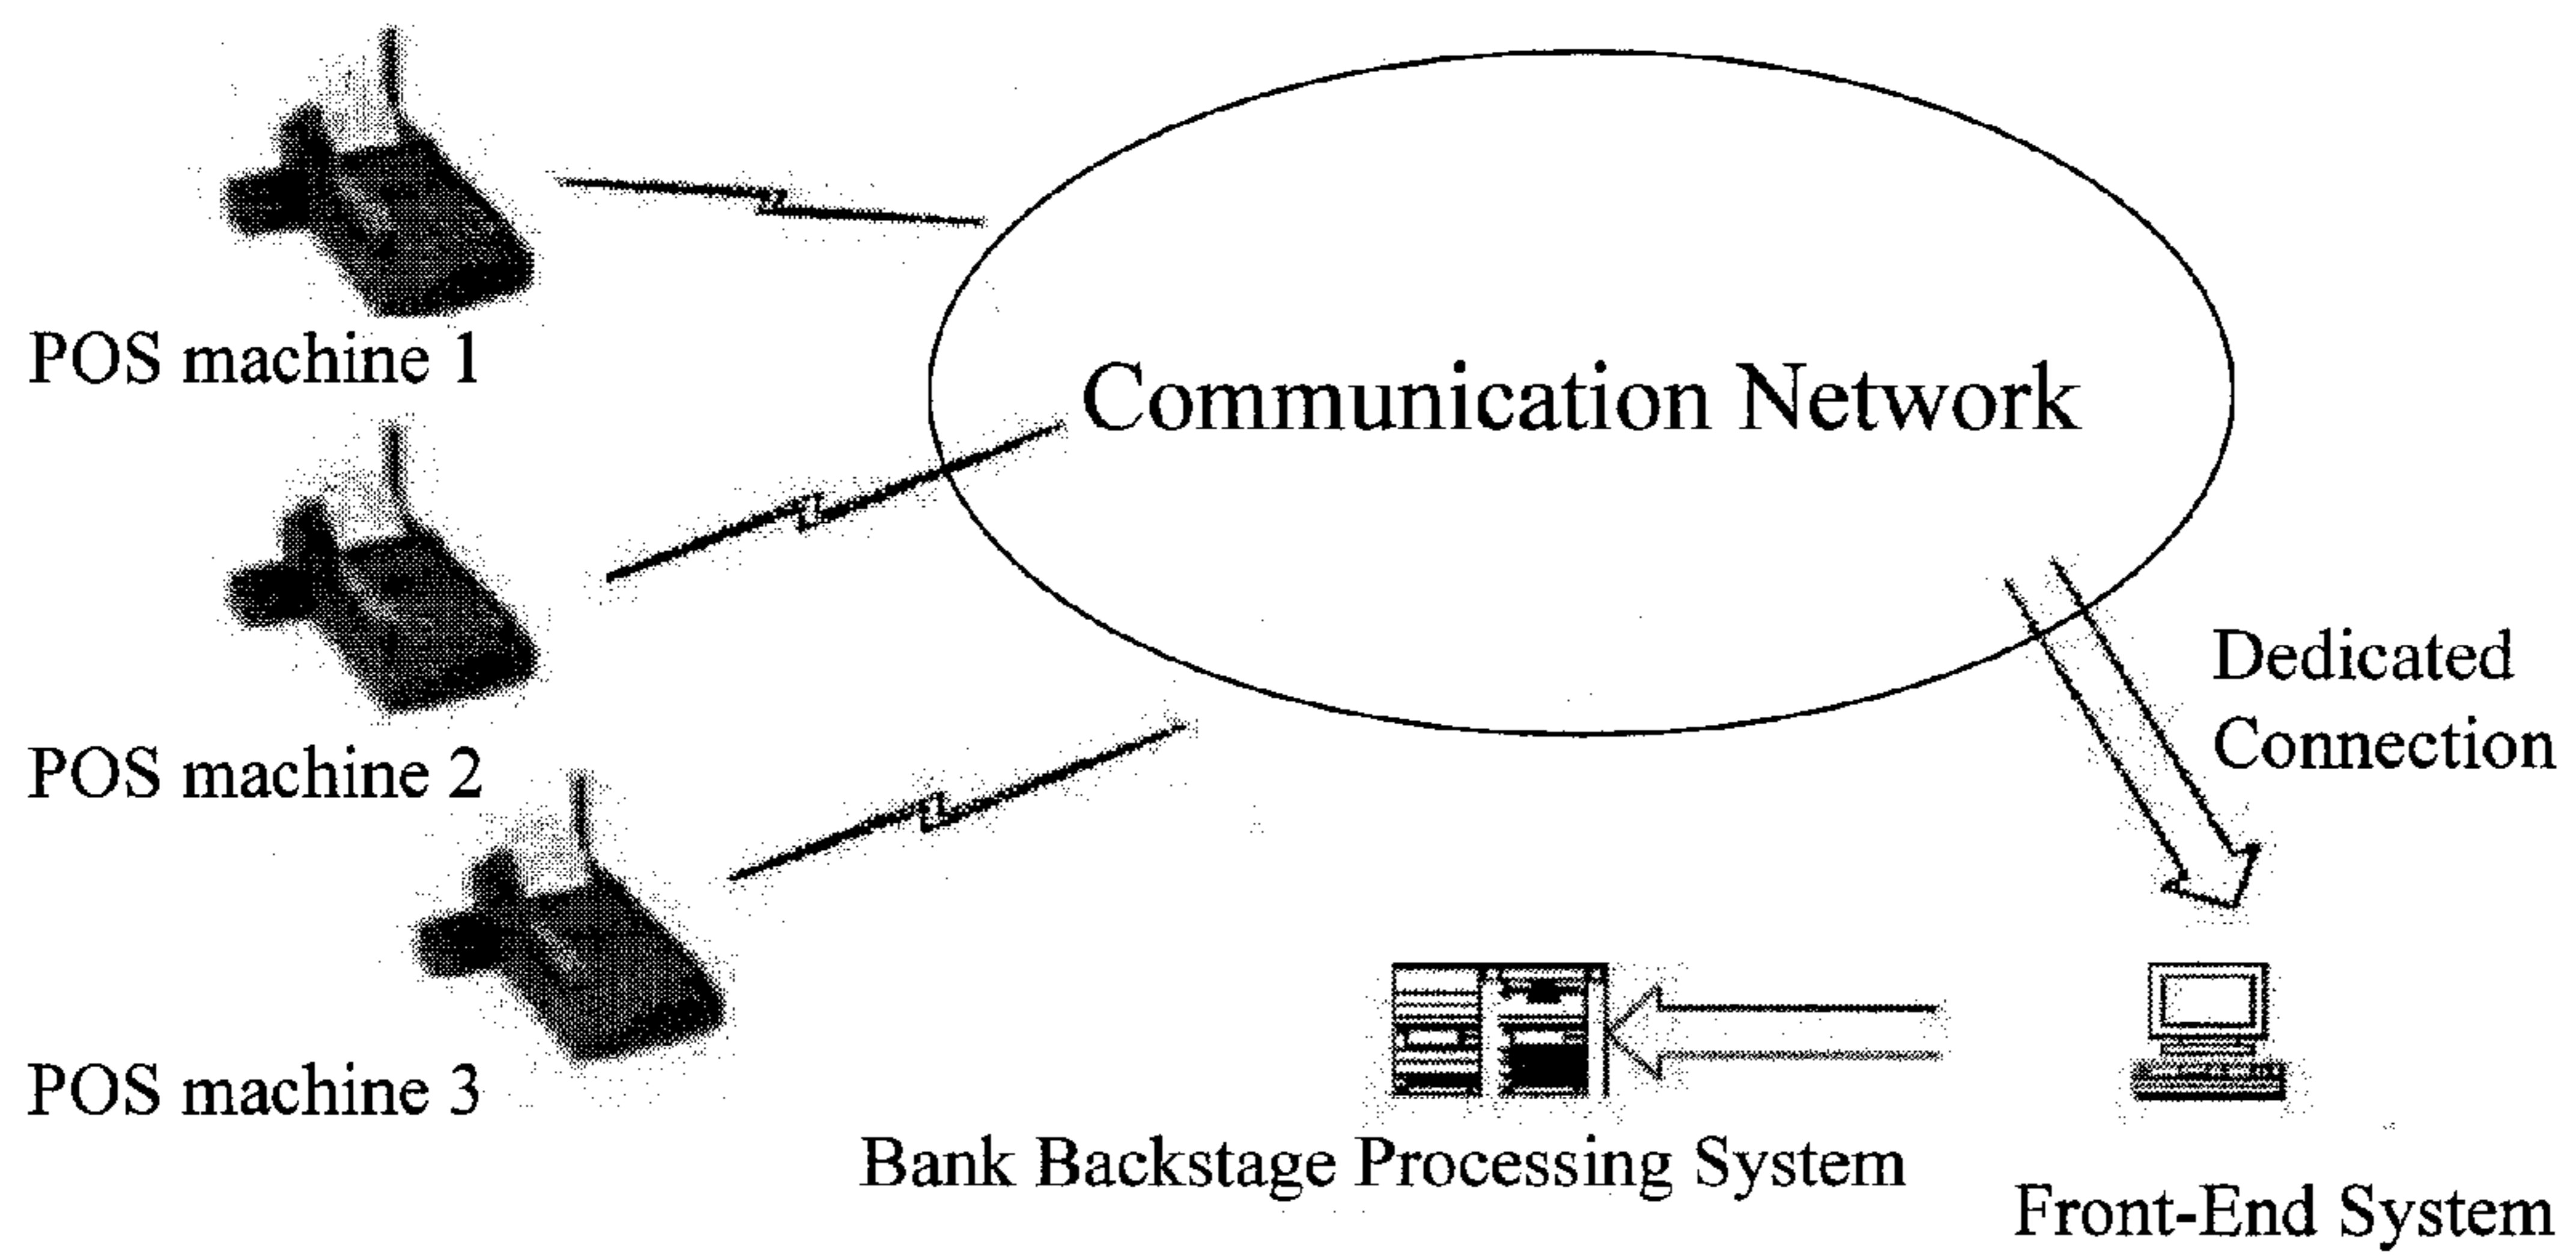 POS machine 1
Communication Network
POS machine 2
Dedicated
Connection
POS machine 3
Bank Backstage Processing System
Front-End System